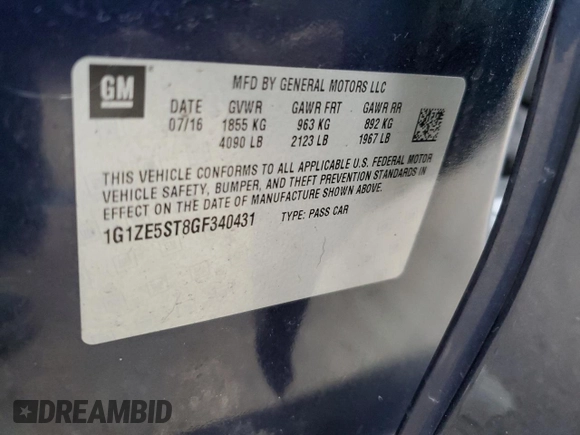 GM
MFD BY GENERAL MOTORS LLC
DATE GVWR GAWR FRT GAWR RR
07/16 1855 KG 963 KG 892 KG
4090 LB 2123 LB 1967 LB
THIS VEHICLE CONFORMS TO ALL APPLICABLE U.S. FEDERAL MOTOR
VEHICLE SAFETY, BUMPER, AND THEFT PREVENTION STANDARDS IN
EFFECT ON THE DATE OF MANUFACTURE SHOWN ABOVE.
1G1ZE5ST8GF340431 TYPE: PASS CAR
DREAMBID